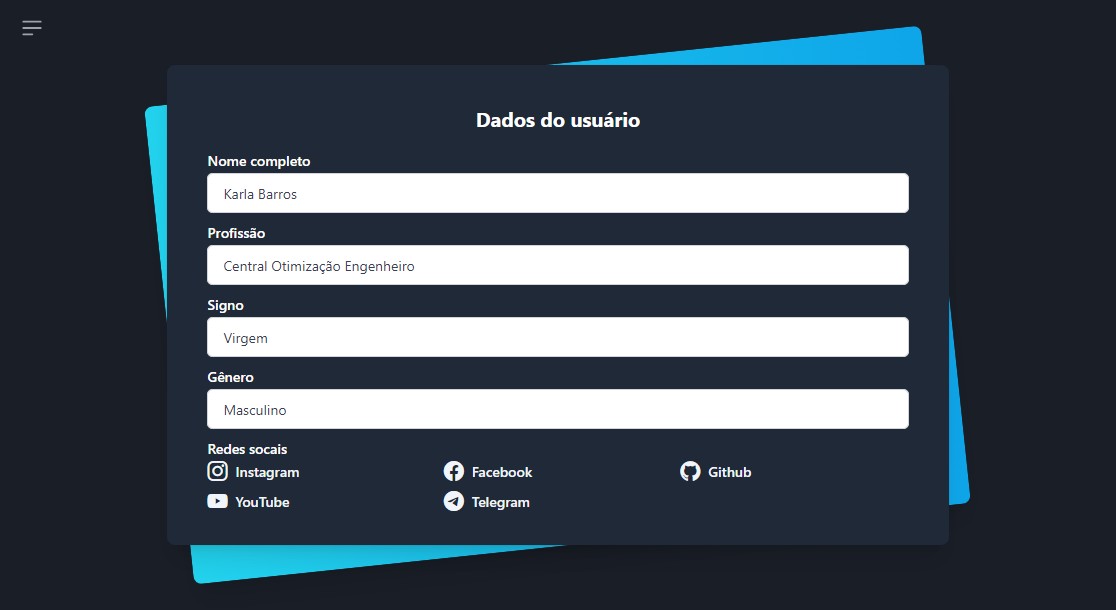 Dados do usuário
Nome completo
Karla Barros
Profissão
Central Otimização Engenheiro
Signo
Virgem
Gênero
Masculino
Redes socais
Instagram Facebook Github
YouTube Telegram